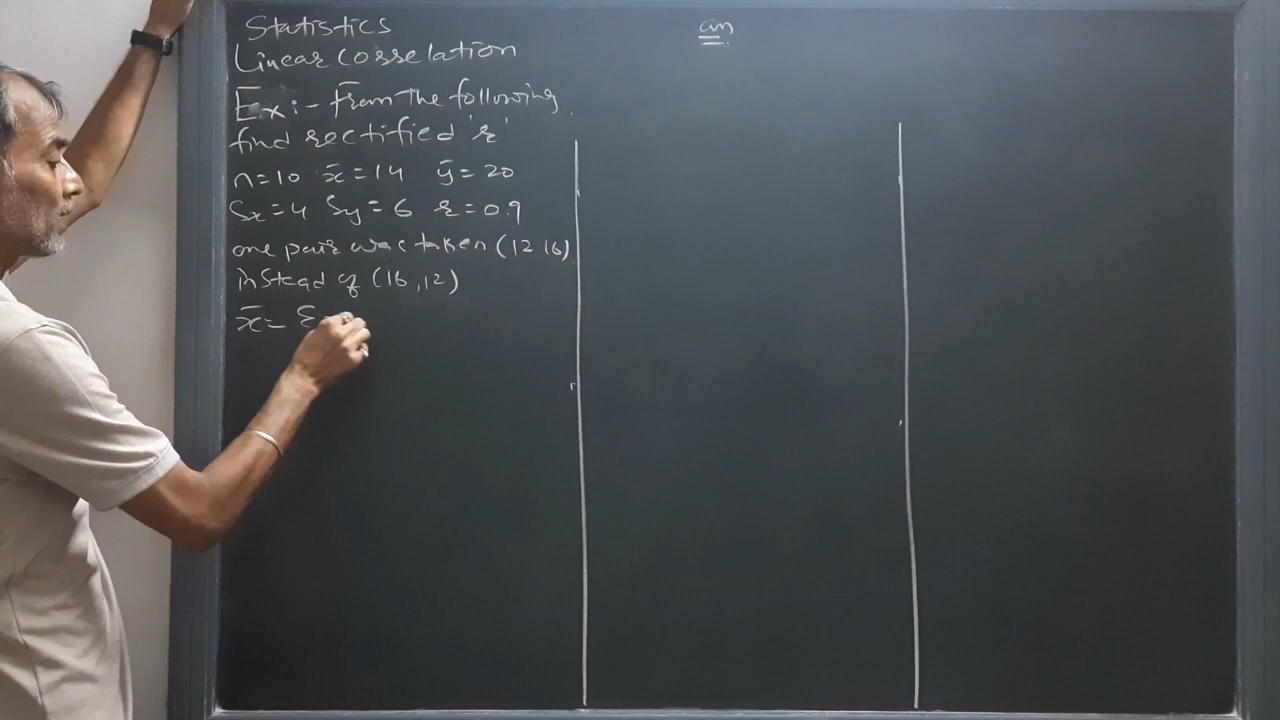 Statistics
an
Linear Correlation
Ex:- From The following.
find rectified 'r'
n=10 x̄=14 ȳ=20
Sx=4 Sy=6 r=0.9
one pair was taken (12 16)
instead of (16,12)
x̄= Σ